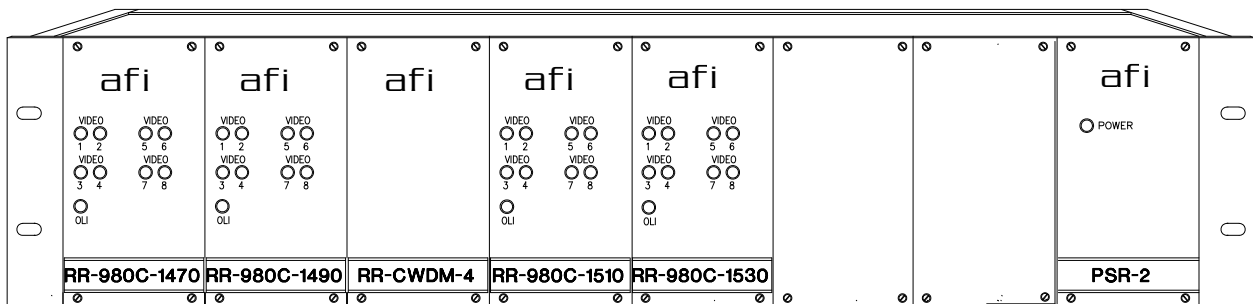 afi
VIDEO VIDEO
1 2 5 6
VIDEO VIDEO
3 4 7 8
OLI
RR-980C-1470
afi
VIDEO VIDEO
1 2 5 6
VIDEO VIDEO
3 4 7 8
OLI
RR-980C-1490
afi
RR-CWDM-4
afi
VIDEO VIDEO
1 2 5 6
VIDEO VIDEO
3 4 7 8
OLI
RR-980C-1510
afi
VIDEO VIDEO
1 2 5 6
VIDEO VIDEO
3 4 7 8
OLI
RR-980C-1530
afi
POWER
PSR-2